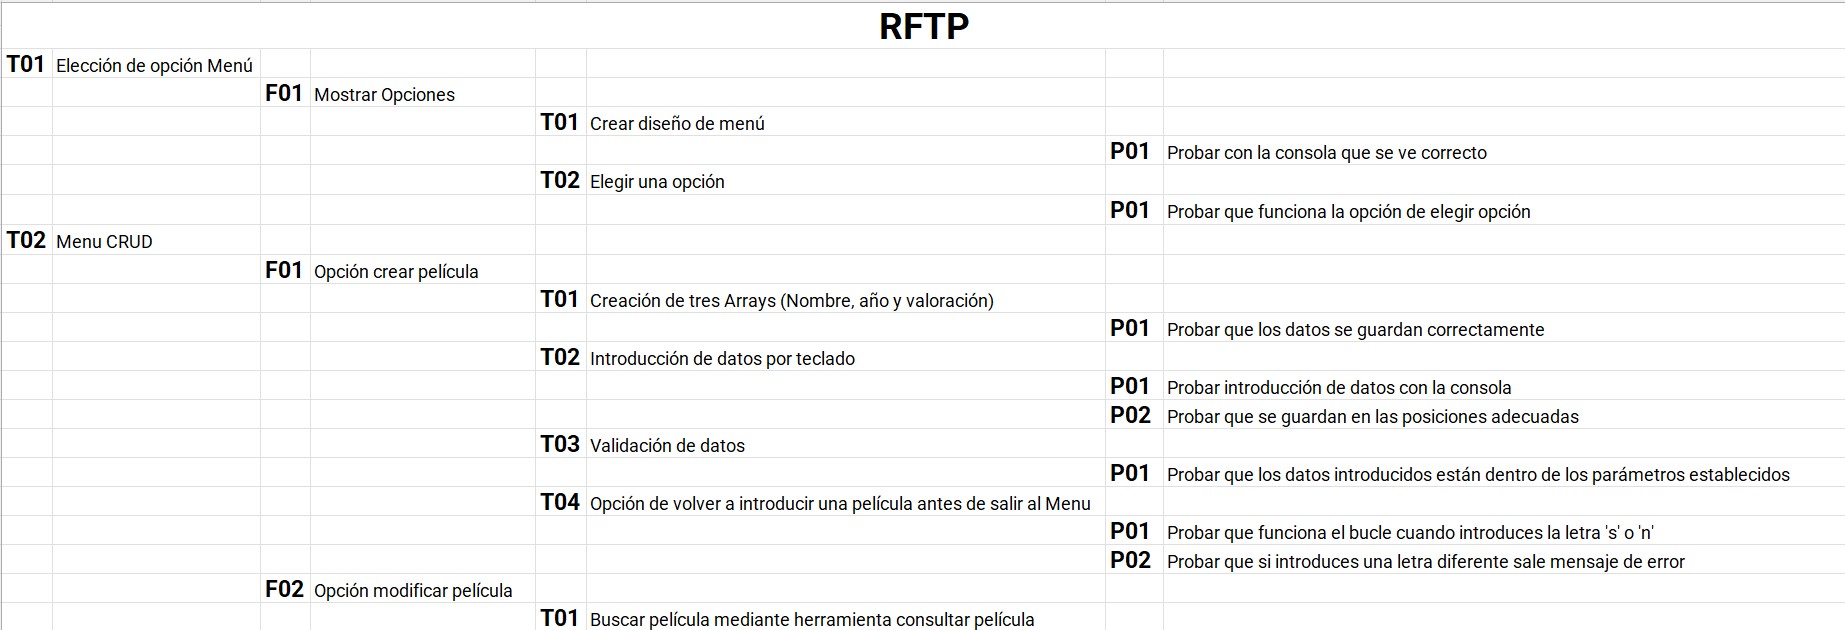 RFTP
T01 Elección de opción Menú
F01 Mostrar Opciones
T01 Crear diseño de menú
P01 Probar con la consola que se ve correcto
T02 Elegir una opción
P01 Probar que funciona la opción de elegir opción
T02 Menu CRUD
F01 Opción crear película
T01 Creación de tres Arrays (Nombre, año y valoración)
P01 Probar que los datos se guardan correctamente
T02 Introducción de datos por teclado
P01 Probar introducción de datos con la consola
P02 Probar que se guardan en las posiciones adecuadas
T03 Validación de datos
P01 Probar que los datos introducidos están dentro de los parámetros establecidos
T04 Opción de volver a introducir una película antes de salir al Menu
P01 Probar que funciona el bucle cuando introduces la letra 's' o 'n'
P02 Probar que si introduces una letra diferente sale mensaje de error
F02 Opción modificar película
T01 Buscar película mediante herramienta consultar película